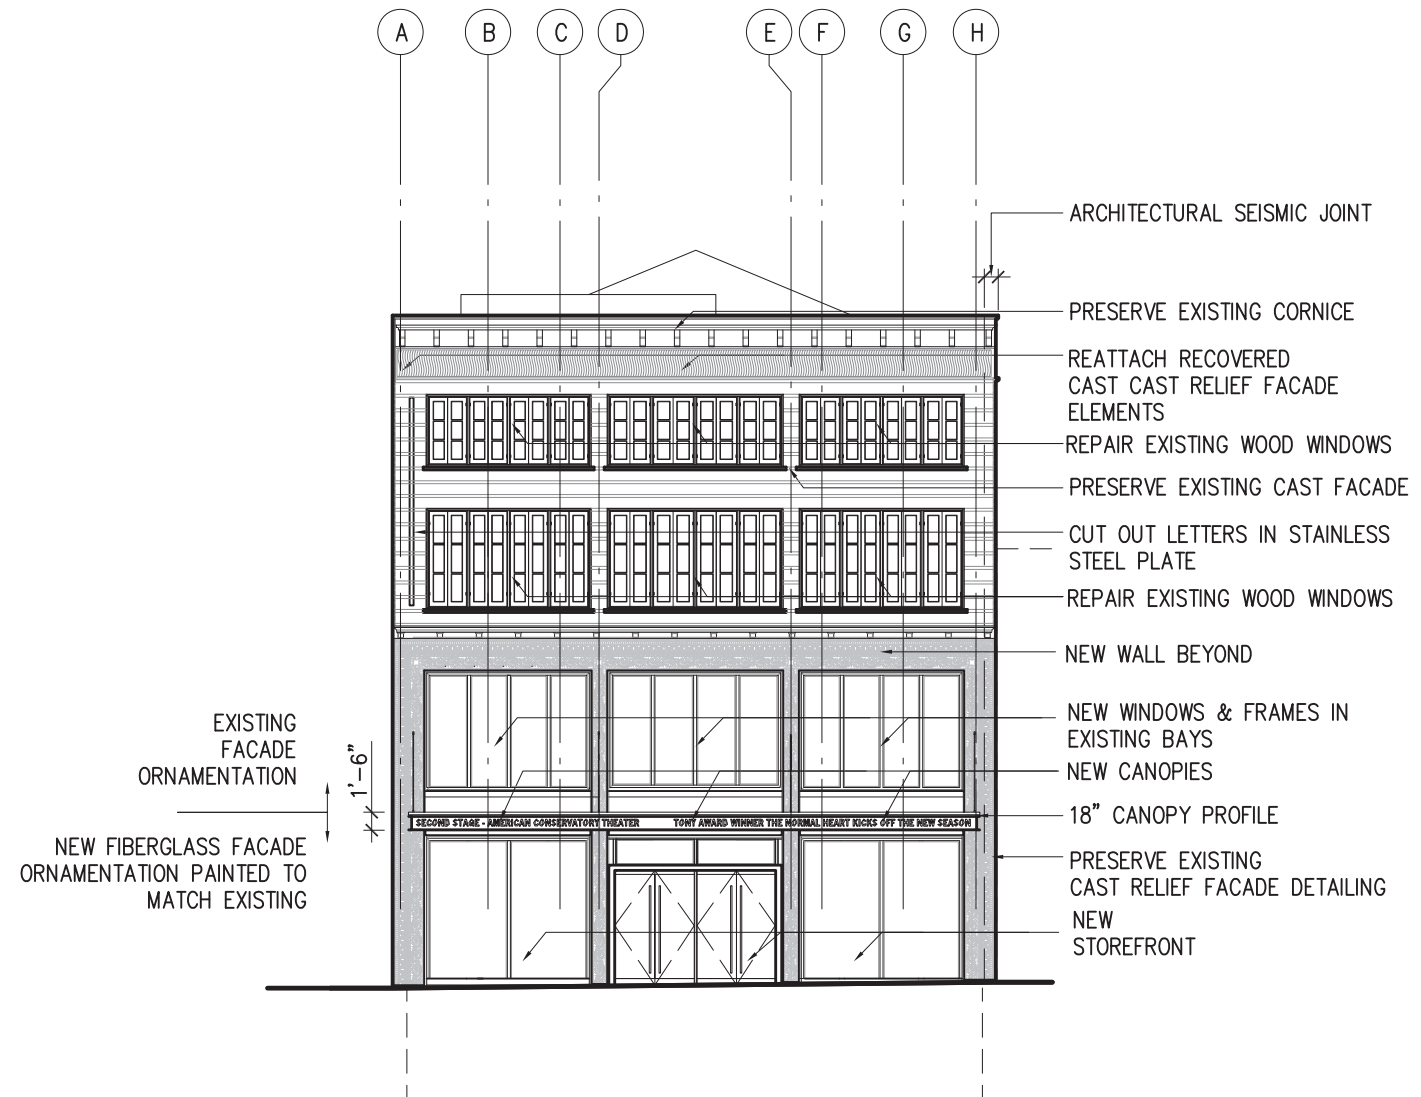 A B C D E F G H
ARCHITECTURAL SEISMIC JOINT
PRESERVE EXISTING CORNICE
REATTACH RECOVERED
CAST CAST RELIEF FACADE
ELEMENTS
REPAIR EXISTING WOOD WINDOWS
PRESERVE EXISTING CAST FACADE
CUT OUT LETTERS IN STAINLESS
STEEL PLATE
REPAIR EXISTING WOOD WINDOWS
NEW WALL BEYOND
NEW WINDOWS & FRAMES IN
EXISTING BAYS
NEW CANOPIES
18" CANOPY PROFILE
PRESERVE EXISTING
CAST RELIEF FACADE DETAILING
NEW
STOREFRONT
EXISTING
FACADE
ORNAMENTATION
1'-6"
NEW FIBERGLASS FACADE
ORNAMENTATION PAINTED TO
MATCH EXISTING
SECOND STAGE - AMERICAN CONSERVATORY THEATER TONY AWARD WINNER THE NORMAL HEART KICKS OFF THE NEW SEASON